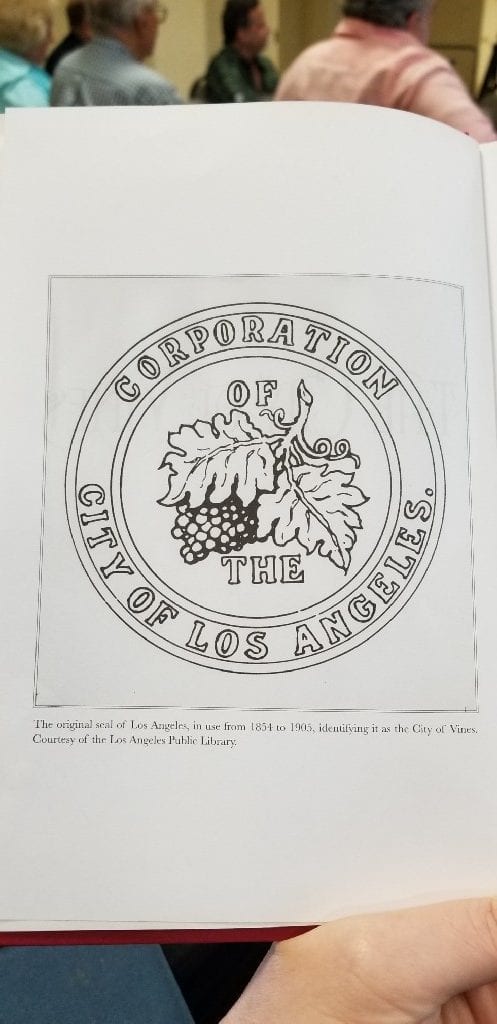 CORPORATION
OF
THE
CITY OF LOS ANGELES.
The original seal of Los Angeles, in use from 1854 to 1905, identifying it as the City of Vines.
Courtesy of the Los Angeles Public Library.